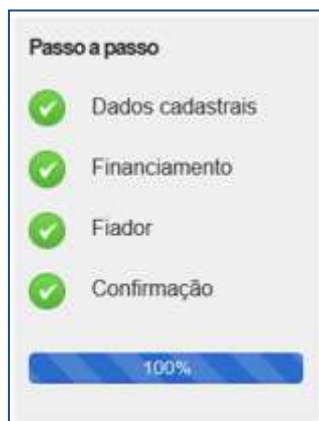 Passo a passo
Dados cadastrais
Financiamento
Fiador
Confirmação
100%